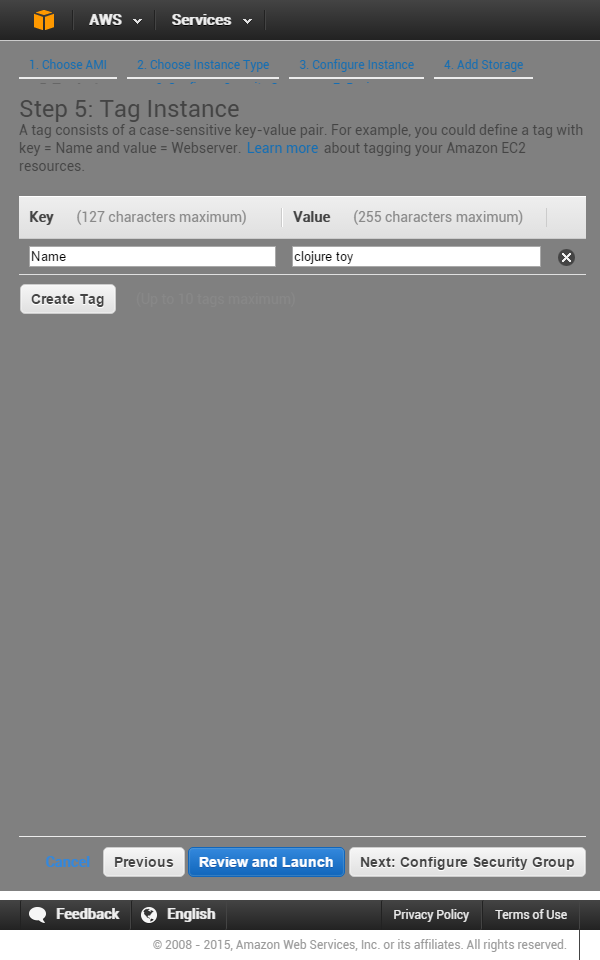 AWS Services
1. Choose AMI 2. Choose Instance Type 3. Configure Instance 4. Add Storage
Step 5: Tag Instance
A tag consists of a case-sensitive key-value pair. For example, you could define a tag with
key = Name and value = Webserver. Learn more about tagging your Amazon EC2
resources.
Key (127 characters maximum) Value (255 characters maximum)
Name clojure toy
Create Tag (Up to 10 tags maximum)
Cancel Previous Review and Launch Next: Configure Security Group
Feedback English Privacy Policy Terms of Use
© 2008 - 2015, Amazon Web Services, Inc. or its affiliates. All rights reserved.